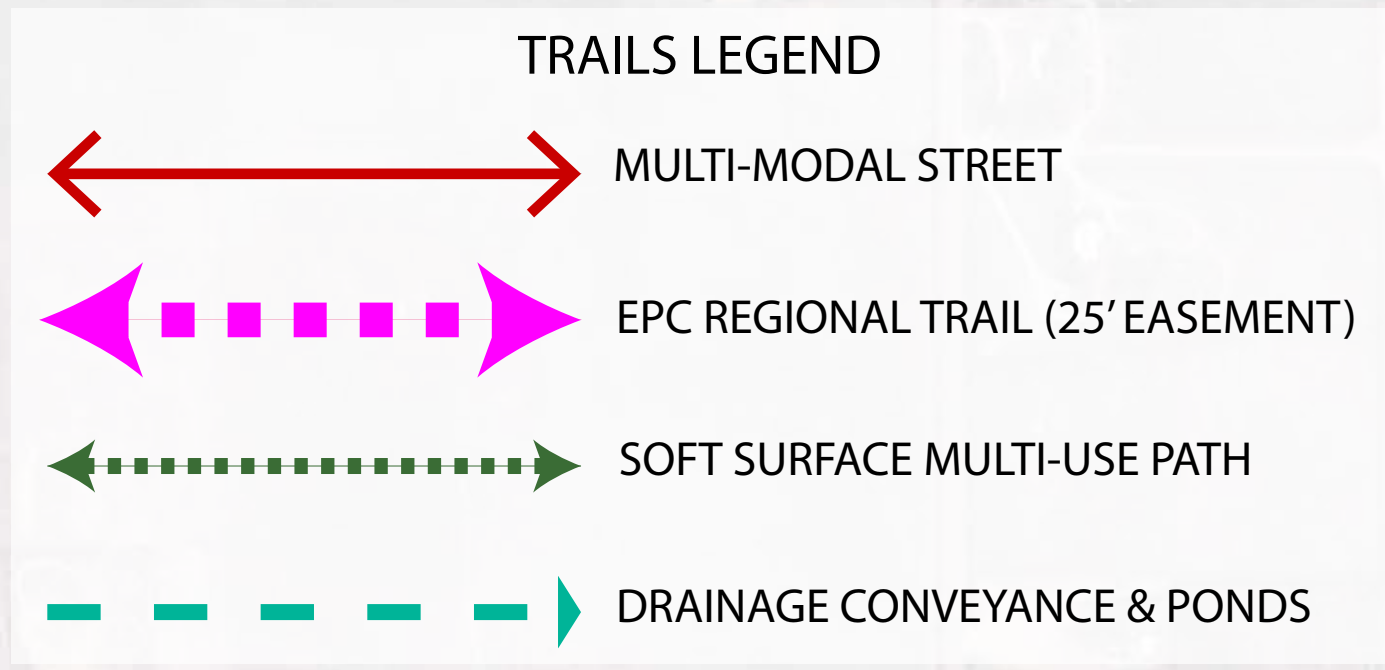 TRAILS LEGEND
MULTI-MODAL STREET
EPC REGIONAL TRAIL (25' EASEMENT)
SOFT SURFACE MULTI-USE PATH
DRAINAGE CONVEYANCE & PONDS